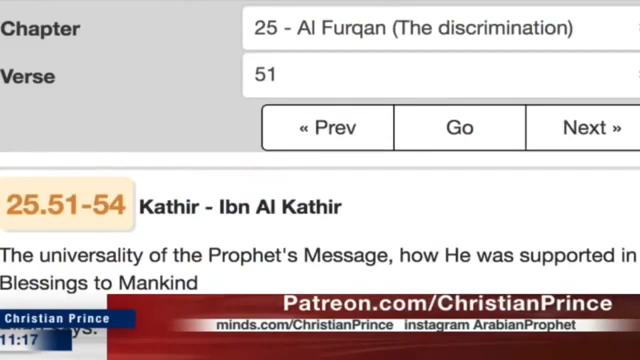 Chapter
25 - Al Furqan (The discrimination)
Verse
51
« Prev
Go
Next »
25.51-54
Kathir - Ibn Al Kathir
The universality of the Prophet's Message, how He was supported in
Blessings to Mankind
Patreon.com/ChristianPrince
Christian Prince
minds.com/ChristianPrince instagram ArabianProphet
11:17